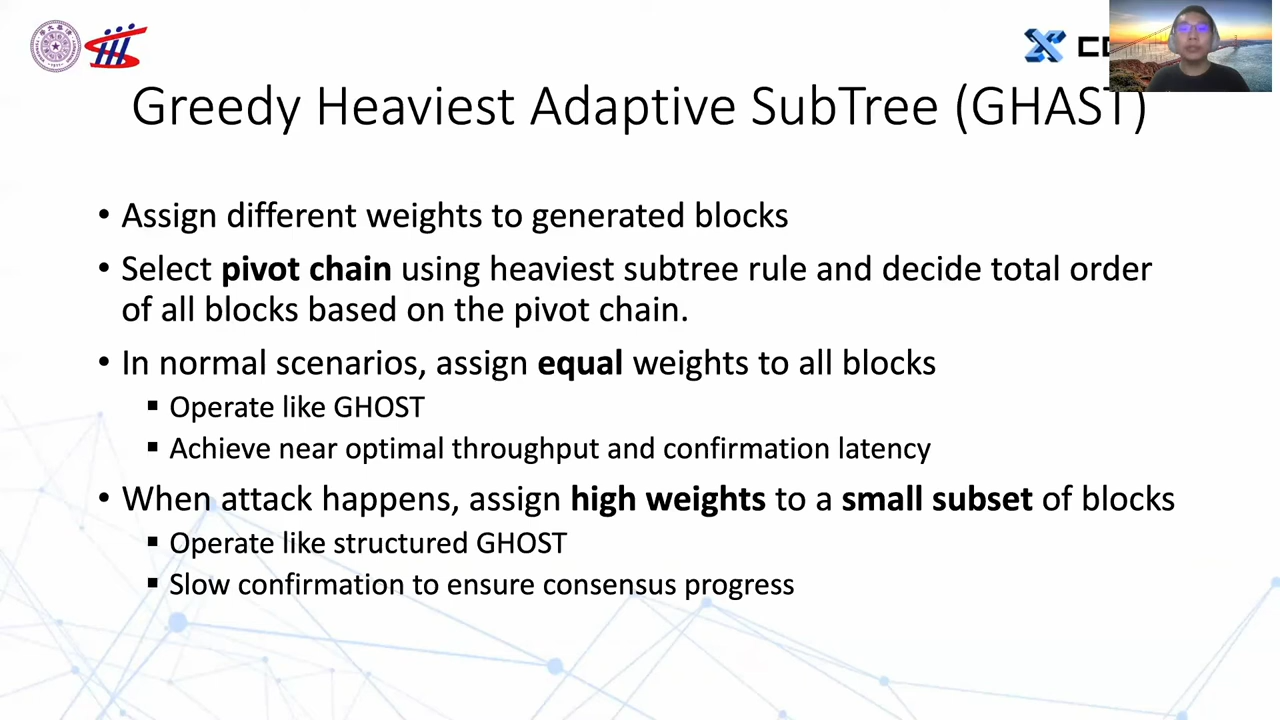 Greedy Heaviest Adaptive SubTree (GHAST)
• Assign different weights to generated blocks
• Select pivot chain using heaviest subtree rule and decide total order
of all blocks based on the pivot chain.
• In normal scenarios, assign equal weights to all blocks
▪ Operate like GHOST
▪ Achieve near optimal throughput and confirmation latency
• When attack happens, assign high weights to a small subset of blocks
▪ Operate like structured GHOST
▪ Slow confirmation to ensure consensus progress